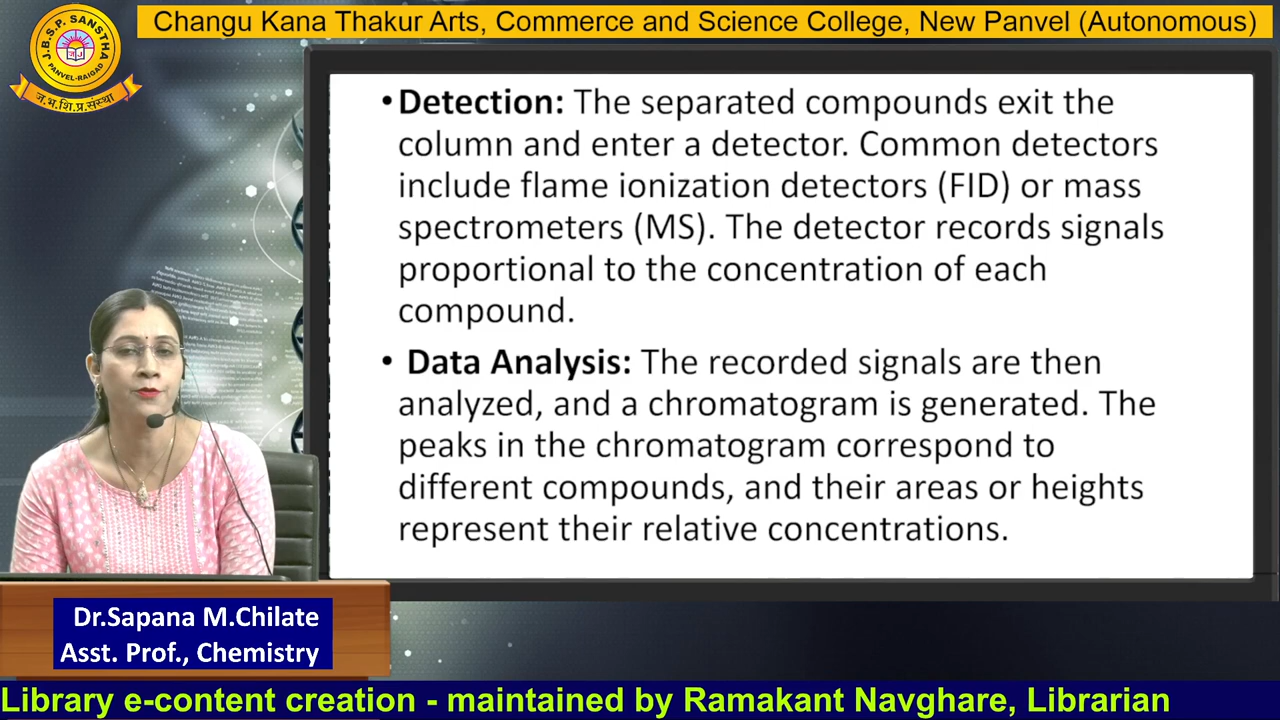 Changu Kana Thakur Arts, Commerce and Science College, New Panvel (Autonomous)
J.B.S.P. SANSTHA
PANVEL-RAIGAD
ज.भ.शि.प्र.संस्था
• Detection: The separated compounds exit the
column and enter a detector. Common detectors
include flame ionization detectors (FID) or mass
spectrometers (MS). The detector records signals
proportional to the concentration of each
compound.
• Data Analysis: The recorded signals are then
analyzed, and a chromatogram is generated. The
peaks in the chromatogram correspond to
different compounds, and their areas or heights
represent their relative concentrations.
Dr.Sapana M.Chilate
Asst. Prof., Chemistry
Library e-content creation - maintained by Ramakant Navghare, Librarian